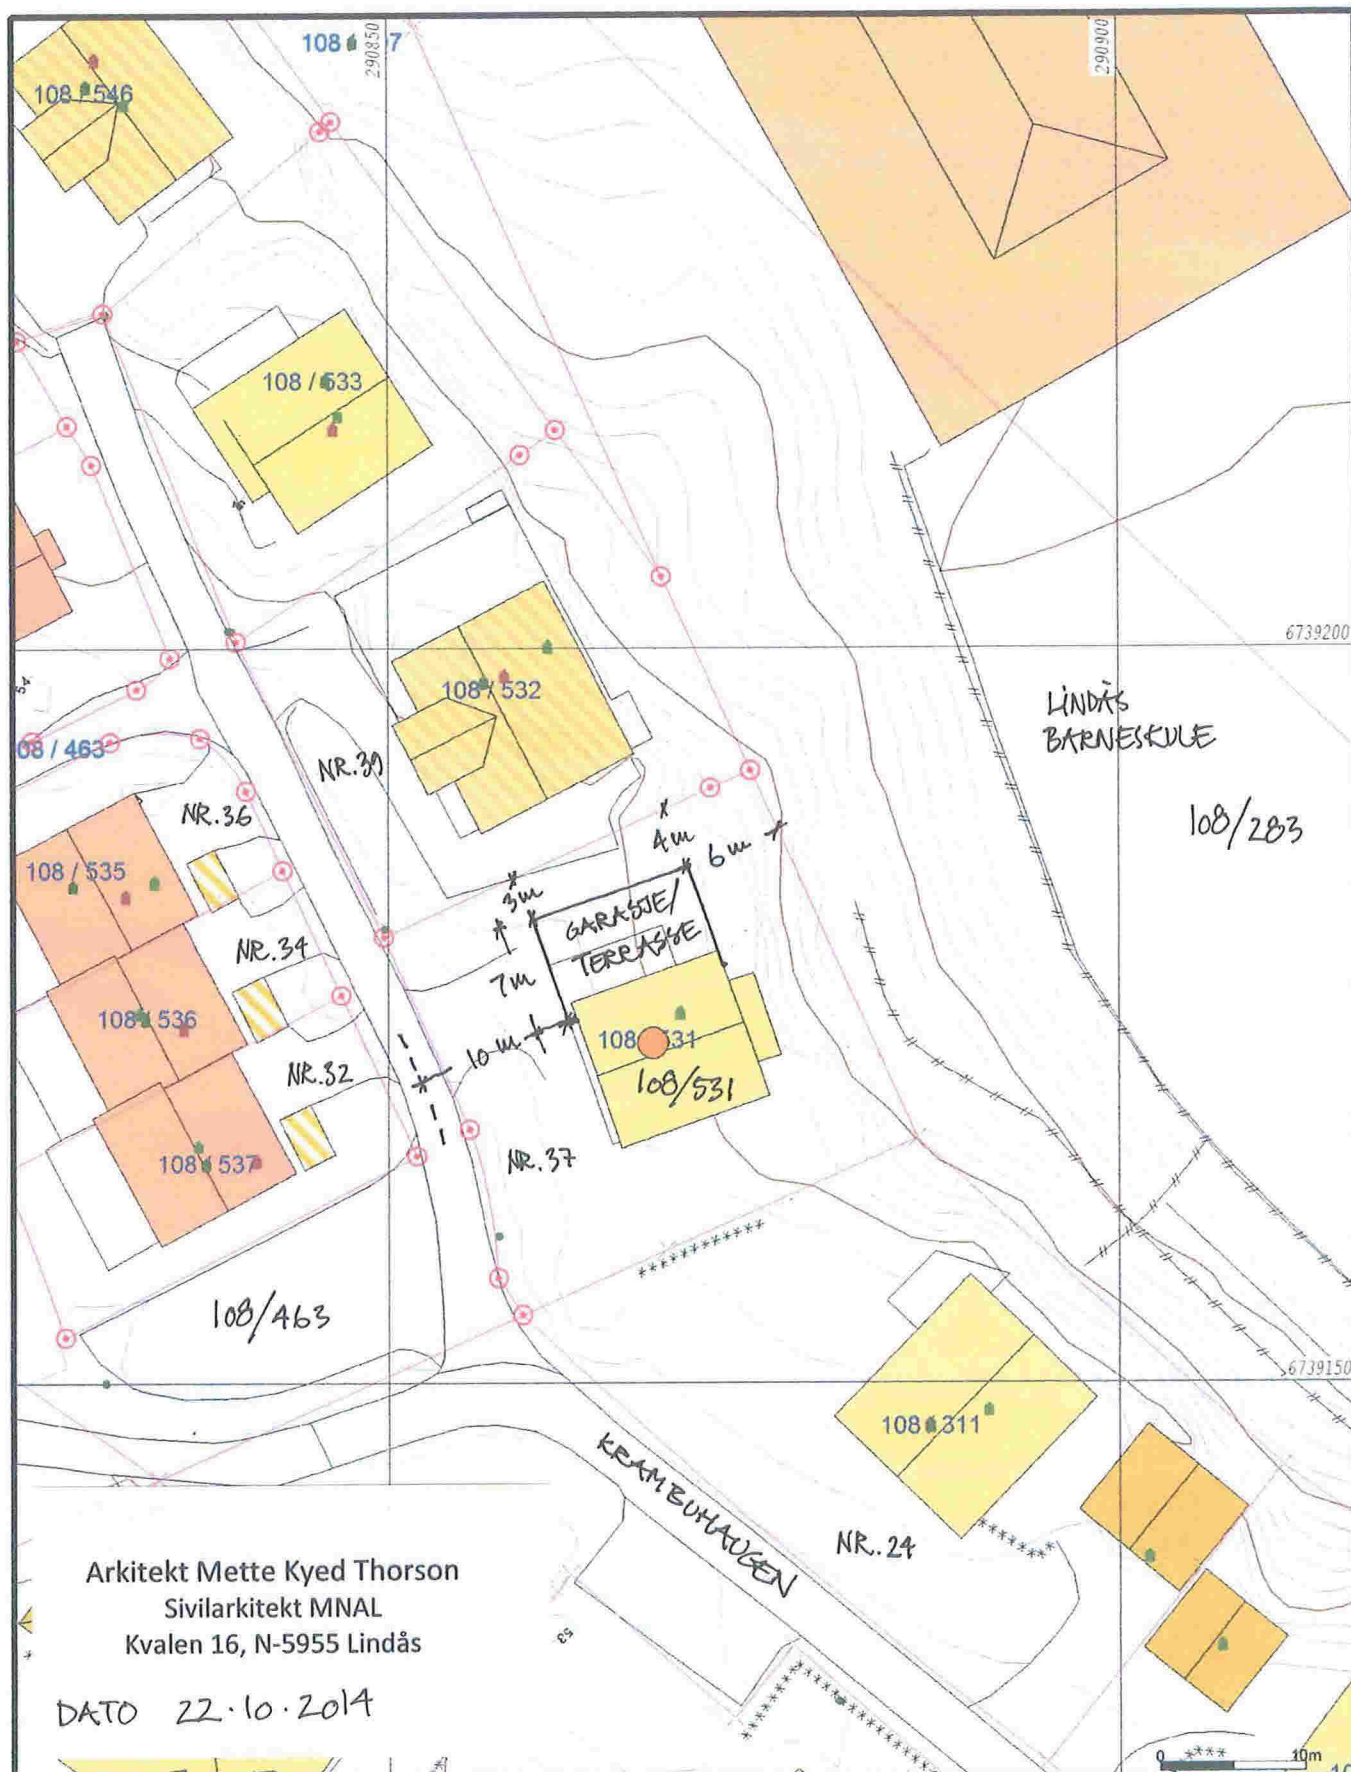 290850
290900
108 / 546
108 / 533
6739200
108 / 532
LINDÅS
BARNESKULE
108/283
NR.39
54
08 / 463
NR.36
108 / 535
4m
6m
3m
GARASJE/
TERRASSE
7m
NR.34
108 / 536
10m
108/531
NR.32
NR.37
108 / 537
108/463
6739150
KRAMBUHAUGEN
NR.24
53
Arkitekt Mette Kyed Thorson
Sivilarkitekt MNAL
Kvalen 16, N-5955 Lindås
DATO 22.10.2014
0 10m